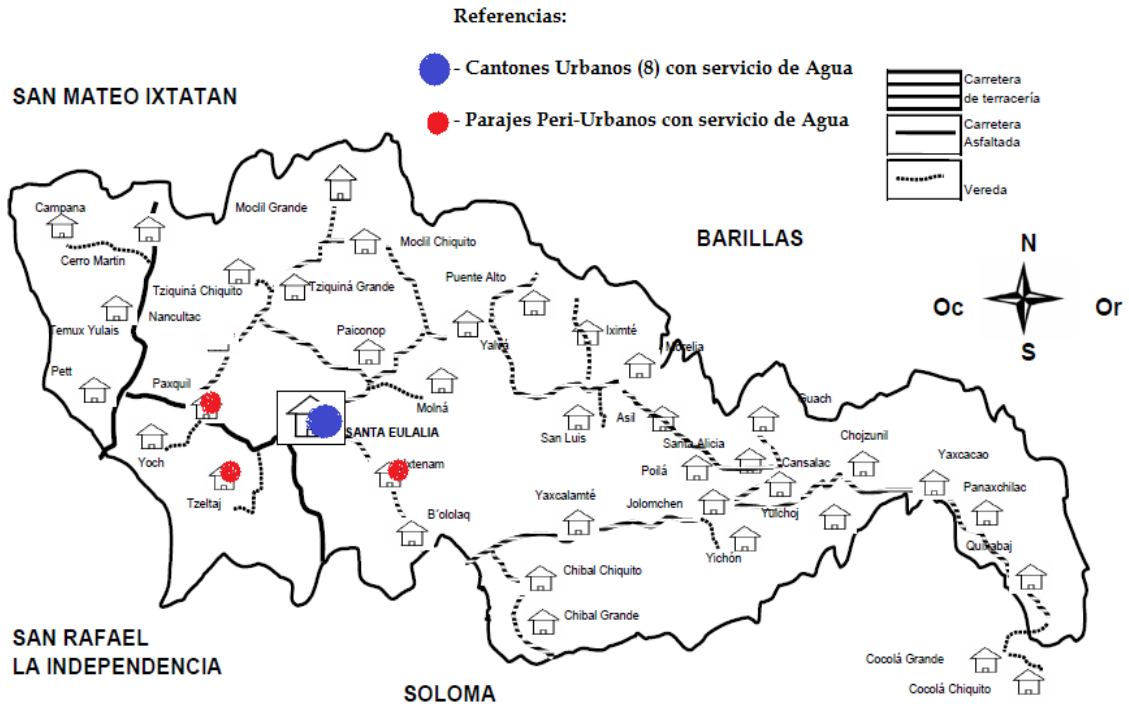 Referencias:
- Cantones Urbanos (8) con servicio de Agua
- Parajes Peri-Urbanos con servicio de Agua
Carretera
de terracería
Carretera
Asfaltada
Vereda
SAN MATEO IXTATAN
BARILLAS
N
Oc
Or
S
Campana
Cerro Martin
Moclil Grande
Moclil Chiquito
Tziquiná Chiquito
Tziquiná Grande
Puente Alto
Temux Yulais
Nancultac
Paiconop
Yalvá
Iximté
Morelia
Pett
Paxquil
Molná
SANTA EULALIA
San Luis
Asil
Guach
Santa Alicia
Chojzunil
Yoch
Tzeltaj
Ixtenam
Poilá
Cansalac
Yaxcacao
Panaxchilac
B´ololaq
Yaxcalamté
Jolomchen
Yulchoj
Yichón
Chibal Chiquito
Chibal Grande
Cocolá Grande
Cocolá Chiquito
SAN RAFAEL
LA INDEPENDENCIA
SOLOMA